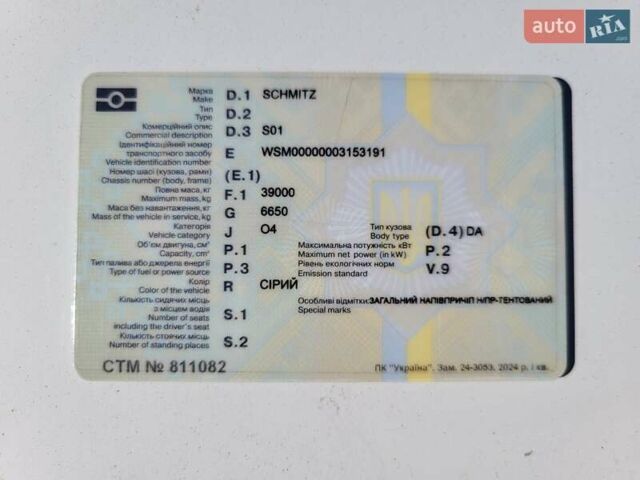 auto RIA.com
Марка D.1 SCHMITZ
Make
Тип D.2
Type
Комерційний опис D.3 S01
Commercial description
Ідентифікаційний номер
транспортного засобу E WSM00000003153191
Vehicle identification number
Номер шасі (кузова, рами) (E.1)
Chassis number (body, frame)
Повна маса, кг F.1 39000
Maximum mass, kg
Маса без навантаження, кг G 6650
Mass of the vehicle in service, kg
Категорія J O4 Тип кузова (D.4) DA
Vehicle category Body type
Об'єм двигуна, см³ P.1 Максимальна потужність кВт P.2
Capacity, cm³ Maximum net power (in kW)
Тип палива або джерела енергії P.3 Рівень екологічних норм V.9
Type of fuel or power source Emission standard
Колір R СІРИЙ
Color of the vehicle
Кількість сидячих місць Особливі відмітки: ЗАГАЛЬНИЙ НАПІВПРИЧІП Н/ПР-ТЕНТОВАНИЙ
з місцем водія S.1 Special marks
Number of seats
including the driver's seat
Кількість стоячих місць S.2
Number of standing places
СТМ № 811082 ПК "Україна". Зам. 24-3053. 2024 р. I кв.